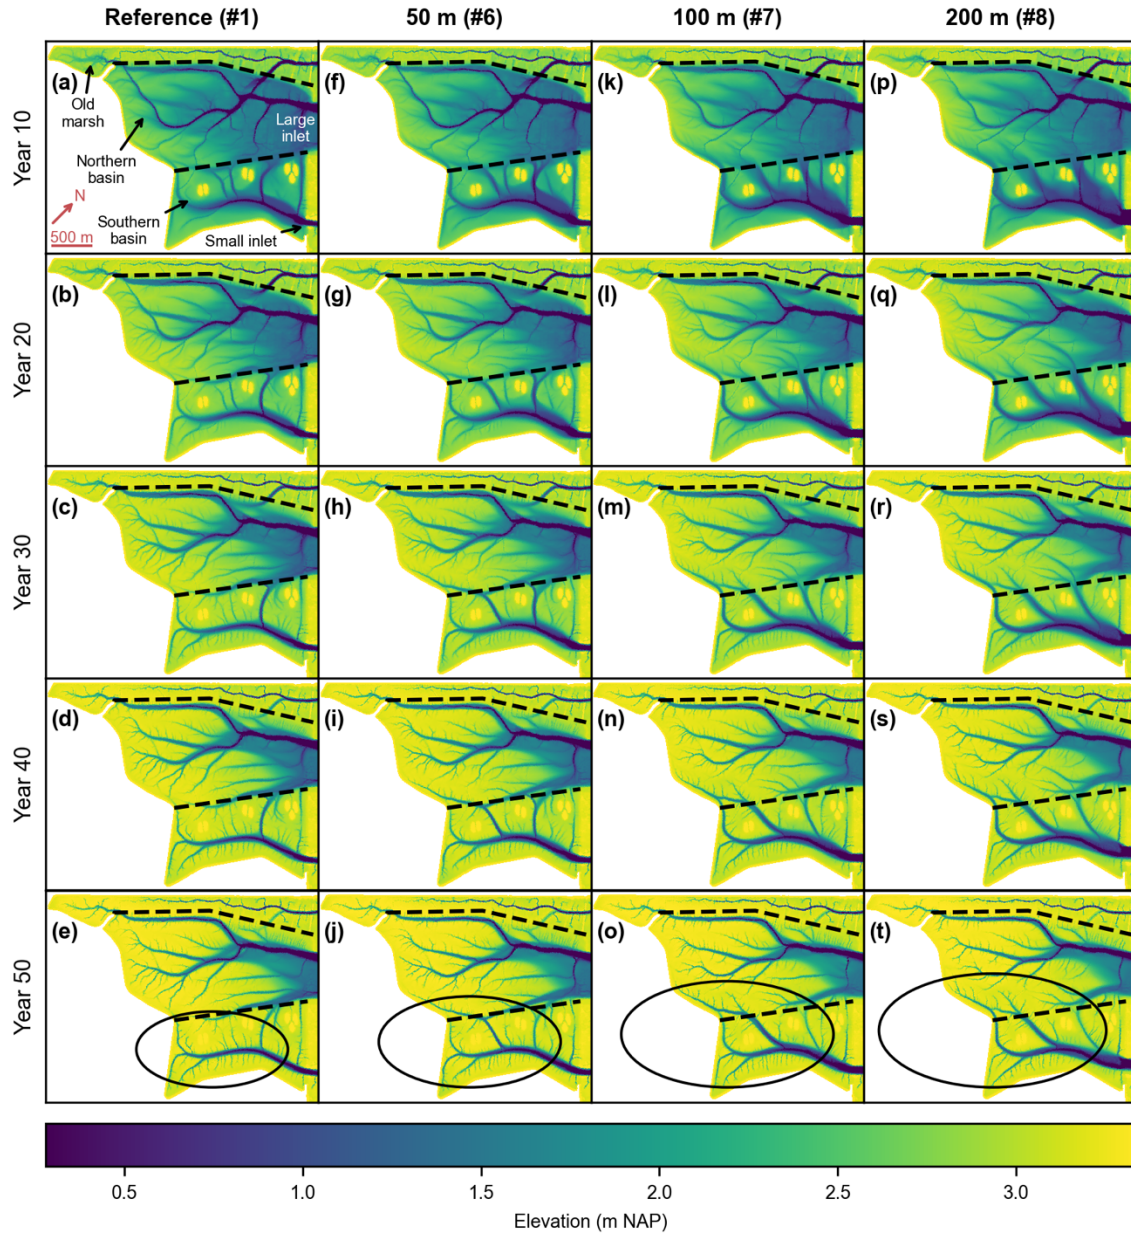 Reference (#1) 50 m (#6) 100 m (#7) 200 m (#8)
Year 10
(a) (f) (k) (p)
Old
marsh
Large
inlet
Northern
basin
N
500 m
Southern
basin
Small inlet
Year 20
(b) (g) (l) (q)
Year 30
(c) (h) (m) (r)
Year 40
(d) (i) (n) (s)
Year 50
(e) (j) (o) (t)
0.5 1.0 1.5 2.0 2.5 3.0
Elevation (m NAP)